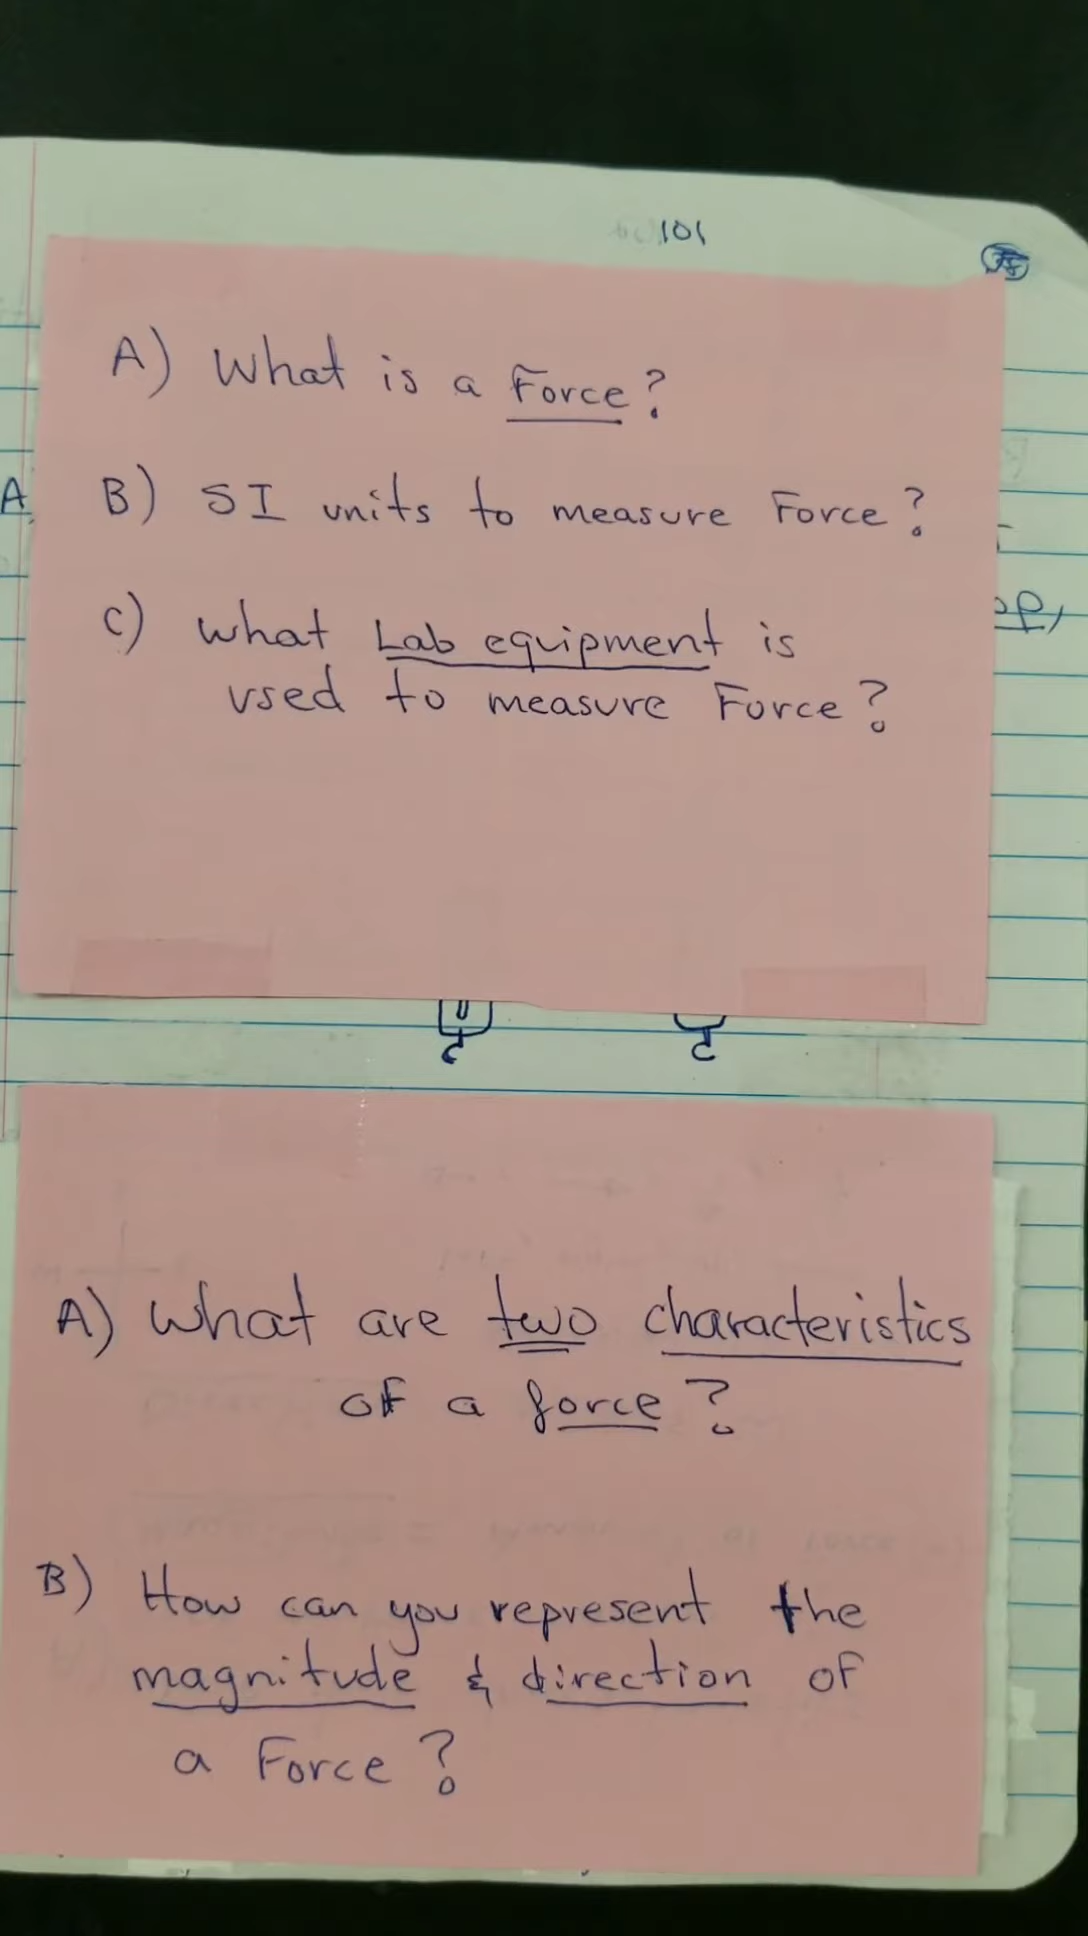 101
A) What is a Force?
A
B) SI units to measure Force?
C) what Lab equipment is
used to measure Force?
A) What are two characteristics
of a force?
B) How can you represent the
magnitude & direction of
a Force?